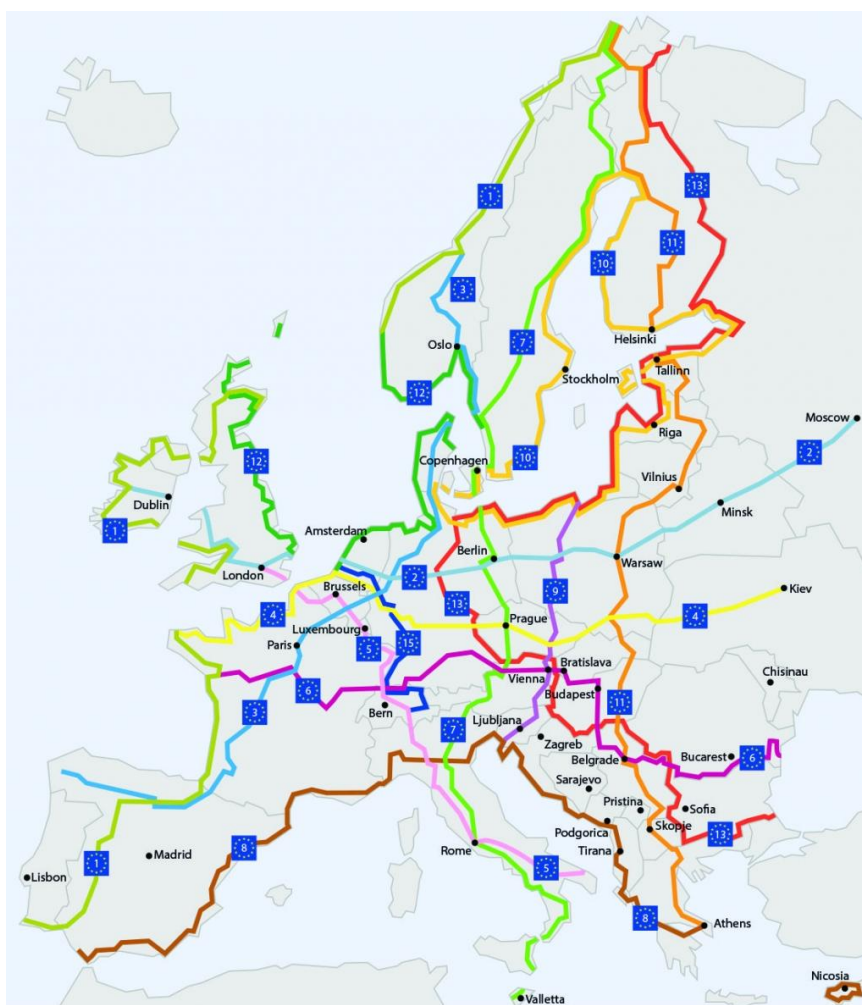 1
13
3
10
11
Oslo
7
Helsinki
Tallinn
Stockholm
12
Moscow
Riga
2
12
Copenhagen
10
Vilnius
Dublin
Minsk
1
Amsterdam
Berlin
Warsaw
London
2
9
Kiev
Brussels
13
4
4
Prague
Luxembourg
15
Paris
5
Vienna
Bratislava
Chisinau
6
Budapest
Bern
11
3
7
Ljubljana
Zagreb
Belgrade
Bucarest
6
Sarajevo
Pristina
Sofia
Podgorica
Skopje
13
8
Madrid
1
Rome
Tirana
Lisbon
5
8
Athens
Nicosia
Valletta